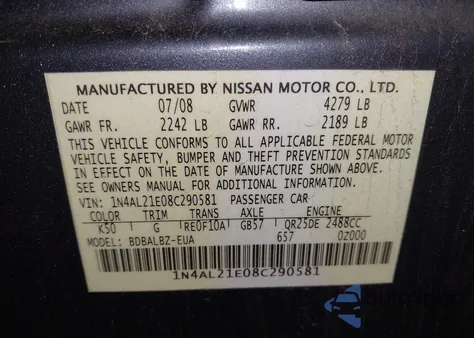 MANUFACTURED BY NISSAN MOTOR CO., LTD.
DATE 07/08 GVWR 4279 LB
GAWR FR. 2242 LB GAWR RR. 2189 LB
THIS VEHICLE CONFORMS TO ALL APPLICABLE FEDERAL MOTOR
VEHICLE SAFETY, BUMPER AND THEFT PREVENTION STANDARDS
IN EFFECT ON THE DATE OF MANUFACTURE SHOWN ABOVE.
SEE OWNERS MANUAL FOR ADDITIONAL INFORMATION.
VIN: 1N4AL21E08C290581 PASSENGER CAR
COLOR TRIM TRANS AXLE ENGINE
K50 G RE0F10A GB57 QR25DE 2488CC
MODEL: BDBALBZ-EUA 657 0Z000
1N4AL21E08C290581